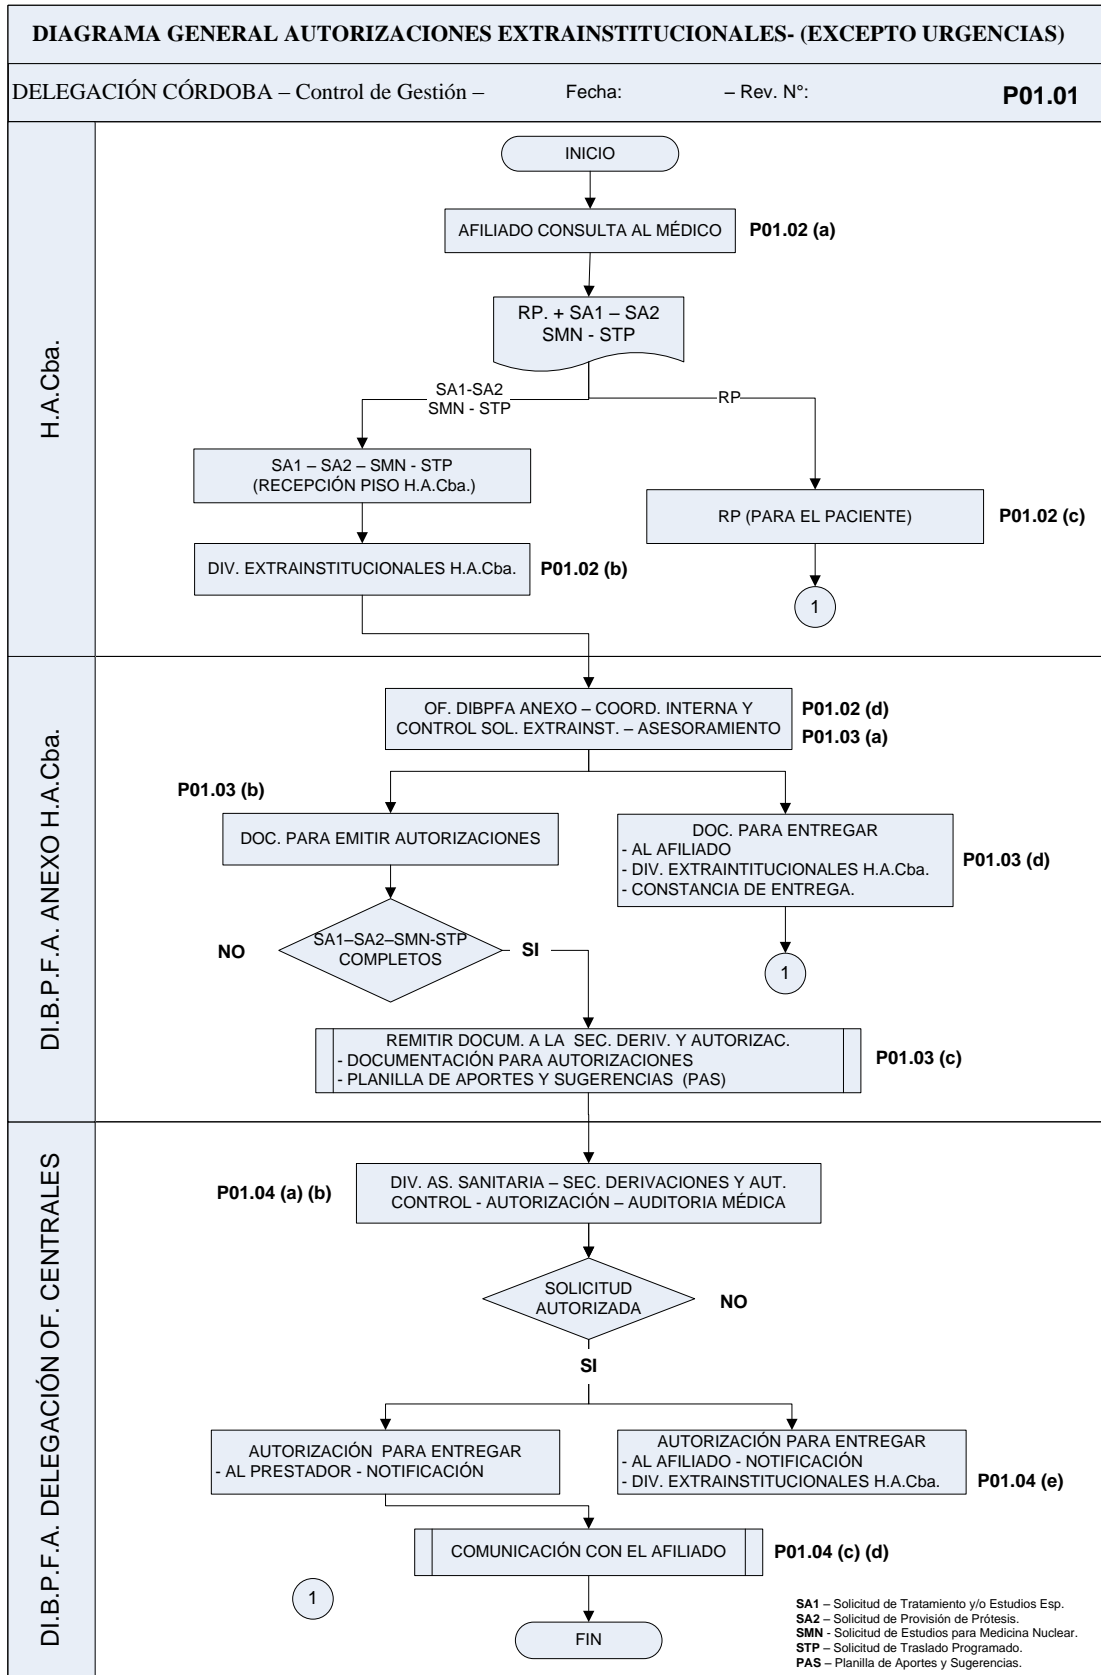 DIAGRAMA GENERAL AUTORIZACIONES EXTRAINSTITUCIONALES- (EXCEPTO URGENCIAS)
DELEGACIÓN CÓRDOBA – Control de Gestión – Fecha: – Rev. N°: P01.01
H.A.Cba.
INICIO
AFILIADO CONSULTA AL MÉDICO P01.02 (a)
RP. + SA1 – SA2
SMN - STP
SA1-SA2
SMN - STP
RP
SA1 – SA2 – SMN - STP
(RECEPCIÓN PISO H.A.Cba.)
RP (PARA EL PACIENTE) P01.02 (c)
DIV. EXTRAINSTITUCIONALES H.A.Cba. P01.02 (b)
1
DI.B.P.F.A. ANEXO H.A.Cba.
OF. DIBPFA ANEXO – COORD. INTERNA Y
CONTROL SOL. EXTRAINST. – ASESORAMIENTO
P01.02 (d)
P01.03 (a)
P01.03 (b)
DOC. PARA EMITIR AUTORIZACIONES
DOC. PARA ENTREGAR
- AL AFILIADO
- DIV. EXTRAINTITUCIONALES H.A.Cba.
- CONSTANCIA DE ENTREGA.
P01.03 (d)
NO
SA1–SA2–SMN-STP
COMPLETOS
SI
1
REMITIR DOCUM. A LA SEC. DERIV. Y AUTORIZAC.
- DOCUMENTACIÓN PARA AUTORIZACIONES
- PLANILLA DE APORTES Y SUGERENCIAS (PAS)
P01.03 (c)
DI.B.P.F.A. DELEGACIÓN OF. CENTRALES
P01.04 (a) (b)
DIV. AS. SANITARIA – SEC. DERIVACIONES Y AUT.
CONTROL - AUTORIZACIÓN – AUDITORIA MÉDICA
SOLICITUD
AUTORIZADA
NO
SI
AUTORIZACIÓN PARA ENTREGAR
- AL PRESTADOR - NOTIFICACIÓN
AUTORIZACIÓN PARA ENTREGAR
- AL AFILIADO - NOTIFICACIÓN
- DIV. EXTRAINSTITUCIONALES H.A.Cba.
P01.04 (e)
COMUNICACIÓN CON EL AFILIADO P01.04 (c) (d)
1
FIN
SA1 – Solicitud de Tratamiento y/o Estudios Esp.
SA2 – Solicitud de Provisión de Prótesis.
SMN - Solicitud de Estudios para Medicina Nuclear.
STP – Solicitud de Traslado Programado.
PAS – Planilla de Aportes y Sugerencias.